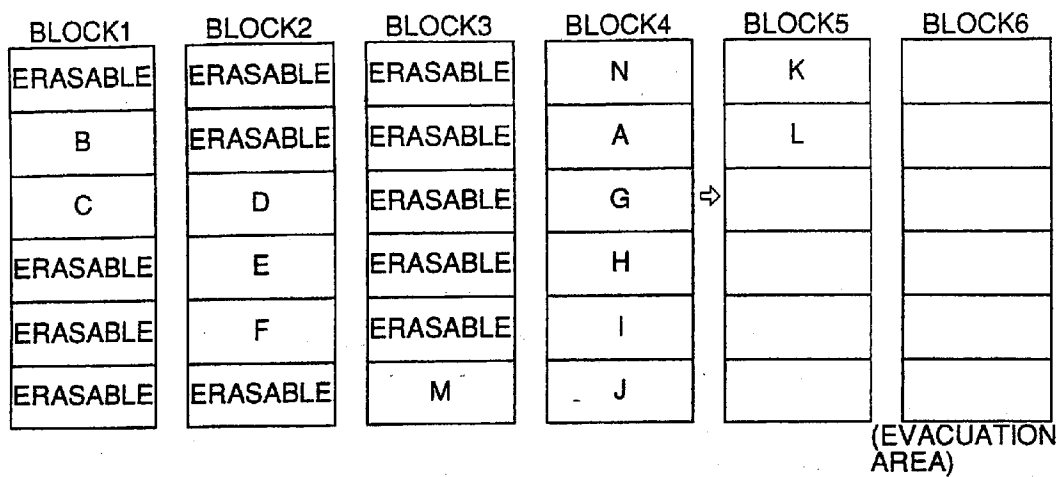 BLOCK1 BLOCK2 BLOCK3 BLOCK4 BLOCK5 BLOCK6
ERASABLE ERASABLE ERASABLE N K
B ERASABLE ERASABLE A L
C D ERASABLE G ⇨
ERASABLE E ERASABLE H
ERASABLE F ERASABLE I
ERASABLE ERASABLE M J
(EVACUATION
AREA)